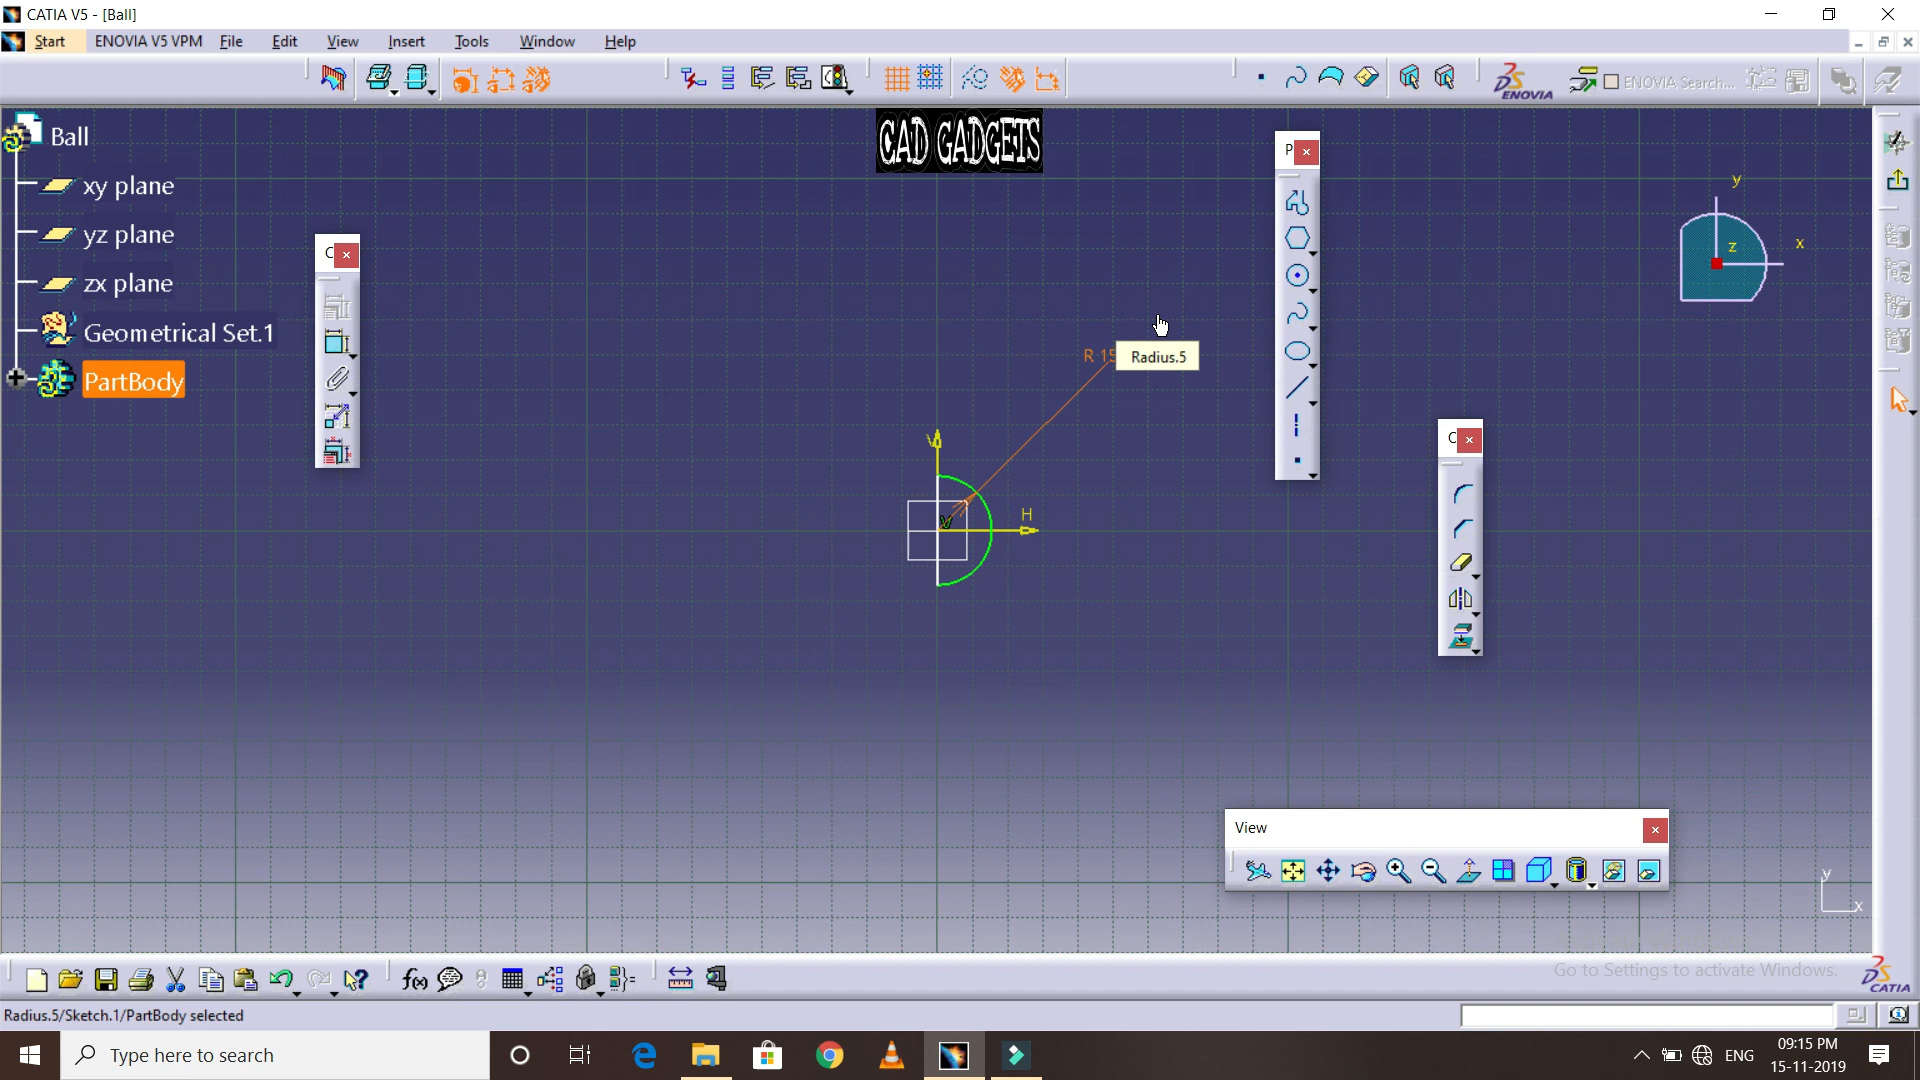 CATIA V5 - [Ball]
Start ENOVIA V5 VPM File Edit View Insert Tools Window Help
ENOVIA ENOVIA Search...
CAD GADGETS
Ball
xy plane
yz plane
zx plane
Geometrical Set.1
PartBody
C
P
y
x
z
R 15
Radius.5
C
V
H
V
View
y
x
f(x)
Go to Settings to activate Windows.
CATIA
Radius.5/Sketch.1/PartBody selected
Type here to search
ENG
09:15 PM
15-11-2019